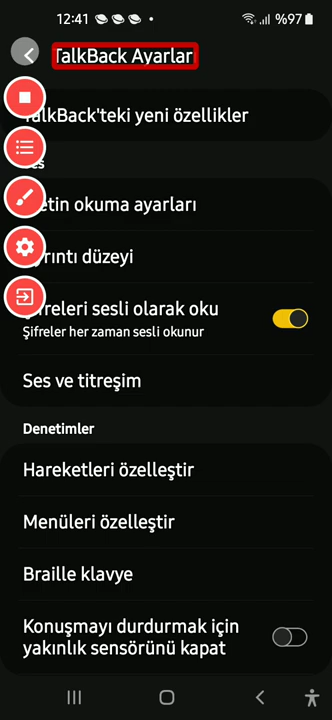 12:41
%97
TalkBack Ayarlar
TalkBack'teki yeni özellikler
Metin okuma ayarları
Ayrıntı düzeyi
Şifreleri sesli olarak oku
Şifreler her zaman sesli okunur
Ses ve titreşim
Denetimler
Hareketleri özelleştir
Menüleri özelleştir
Braille klavye
Konuşmayı durdurmak için
yakınlık sensörünü kapat